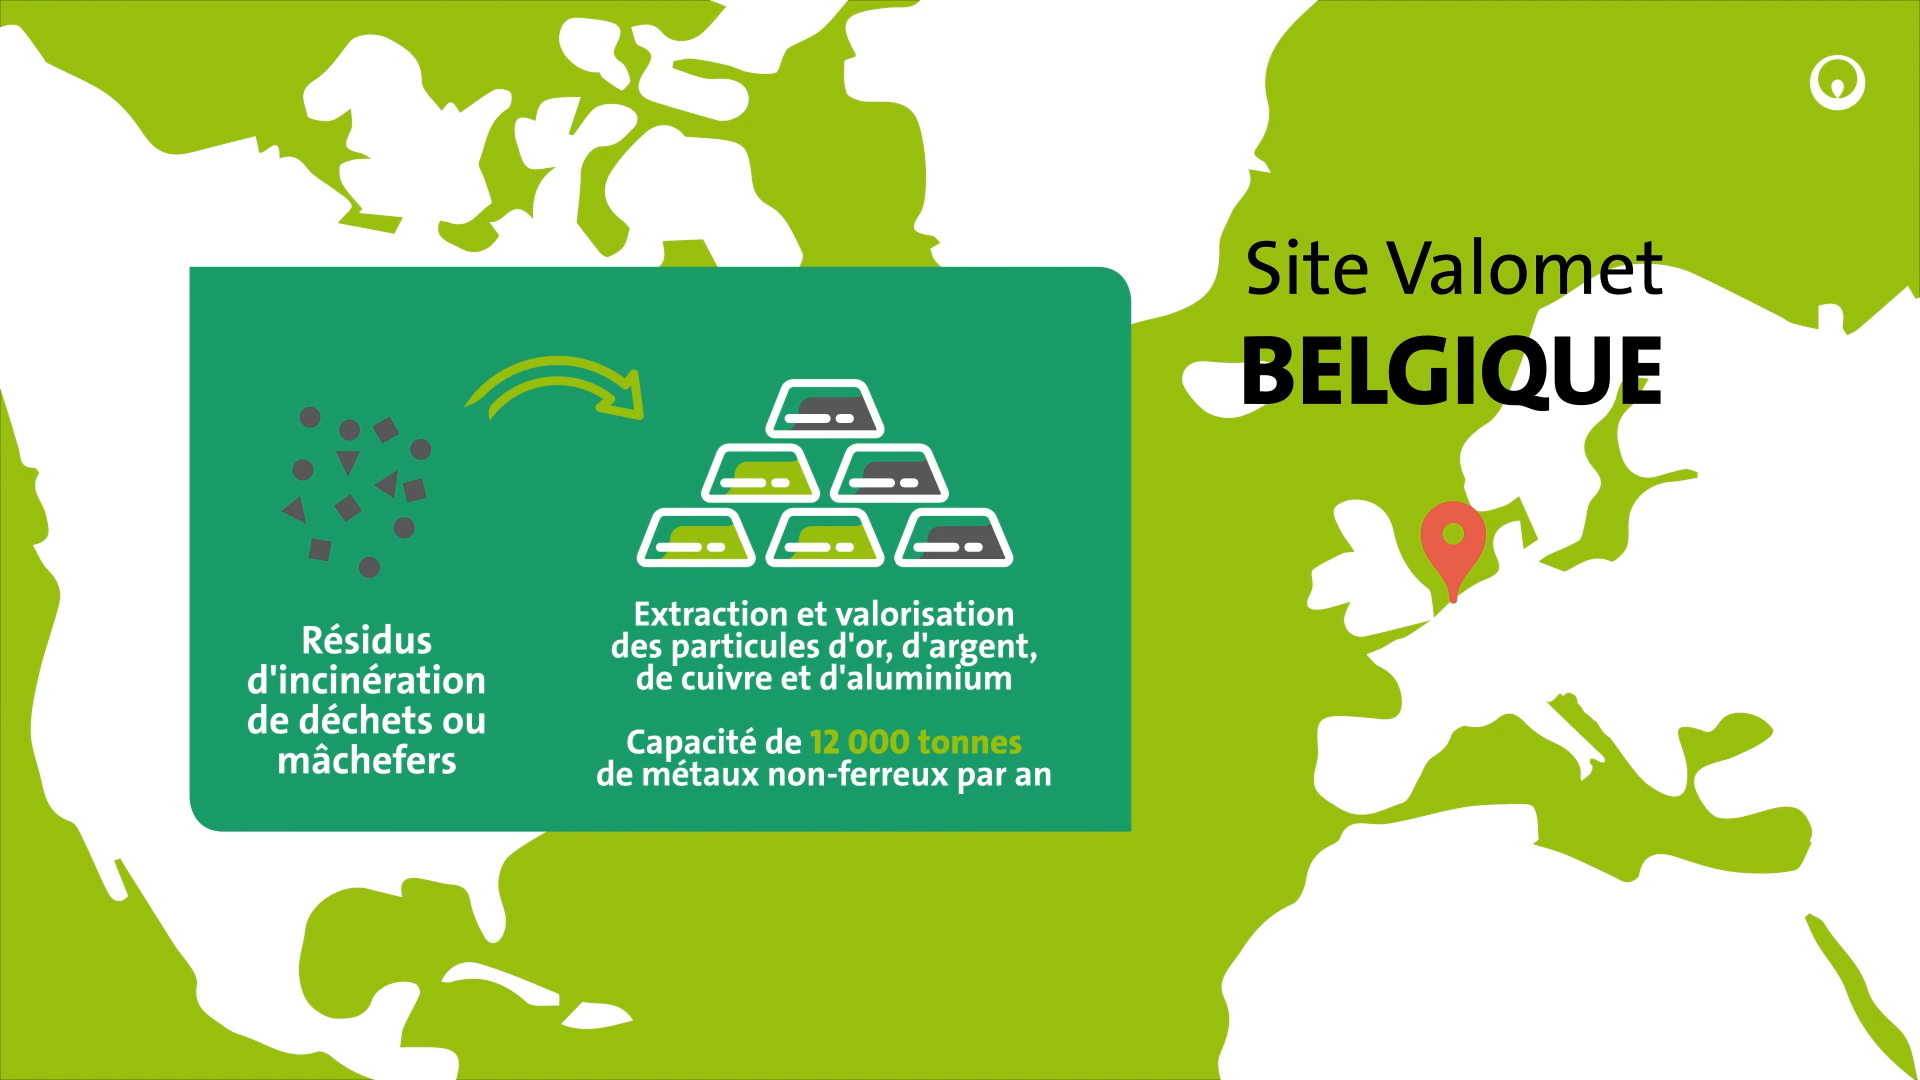 Site Valomet
BELGIQUE
Résidus
d'incinération
de déchets ou
mâchefers
Extraction et valorisation
des particules d'or, d'argent,
de cuivre et d'aluminium
Capacité de 12 000 tonnes
de métaux non-ferreux par an